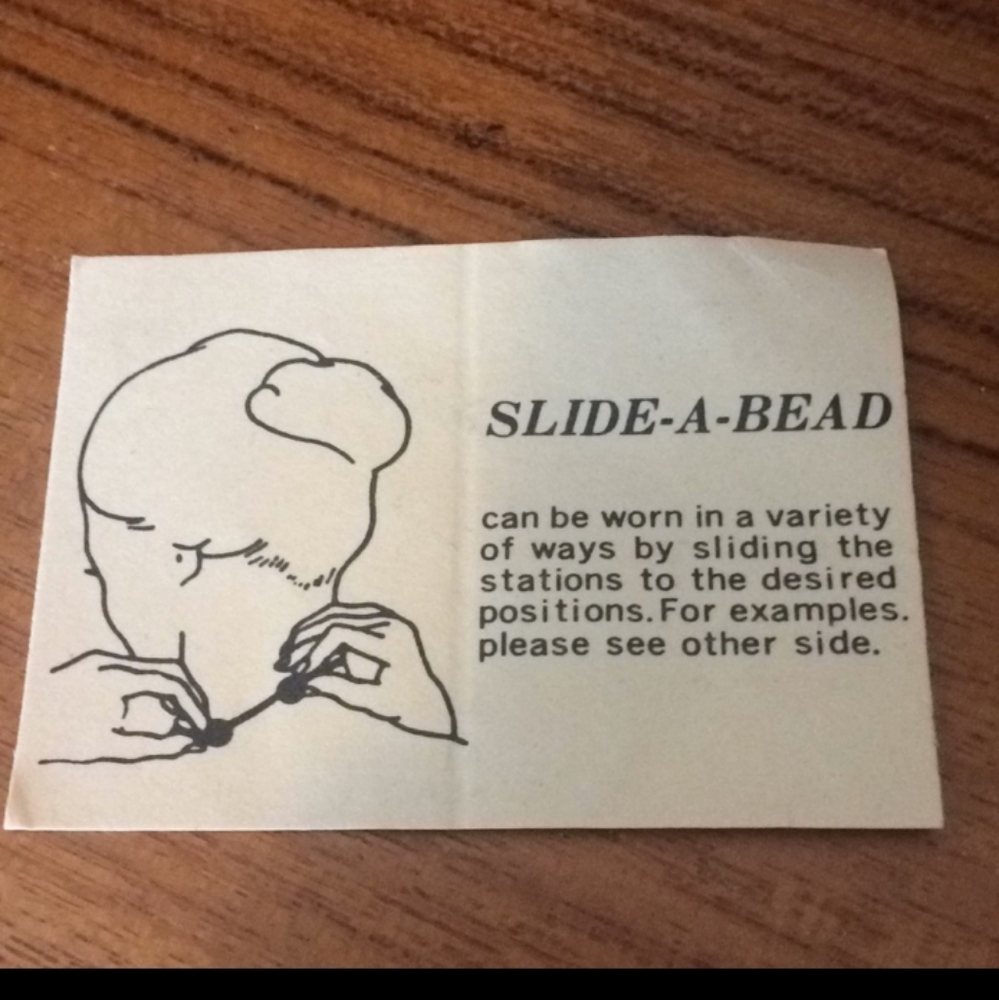 SLIDE-A-BEAD
can be worn in a variety
of ways by sliding the
stations to the desired
positions. For examples.
please see other side.